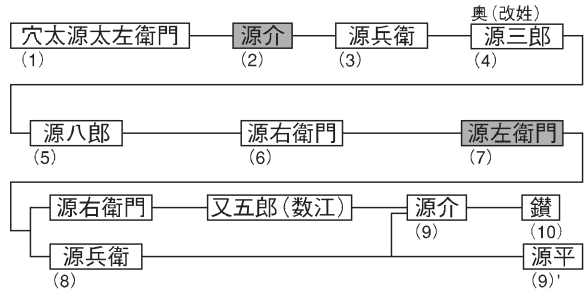 奥（改姓）
穴太源太左衛門 源介 源兵衛 源三郎
(1) (2) (3) (4)
源八郎 源右衛門 源左衛門
(5) (6) (7)
源右衛門 又五郎（数江） 源介 鑚
(9) (10)
源兵衛 源平
(8) (9)'